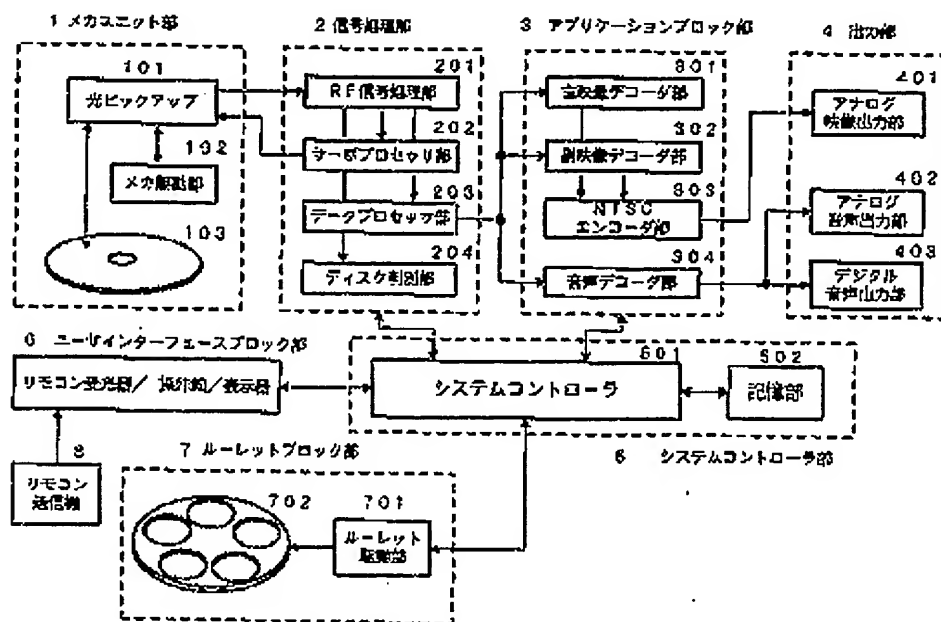 1 メカユニット部
2 信号処理部
3 アプリケーションブロック部
4 出力部
101
光ピックアップ
102
メカ駆動部
103
201
RF信号処理部
202
サーボプロセッサ部
203
データプロセッサ部
204
ディスク判別部
301
主映像デコーダ部
302
副映像デコーダ部
303
NTSC
エンコーダ部
304
音声デコーダ部
401
アナログ
映像出力部
402
アナログ
音声出力部
403
デジタル
音声出力部
6 ユーザインターフェースブロック部
リモコン受光器/操作釦/表示器
501
システムコントローラ
502
記憶部
5 システムコントローラ部
8
リモコン
送信機
7 ルーレットブロック部
702
701
ルーレット
駆動部